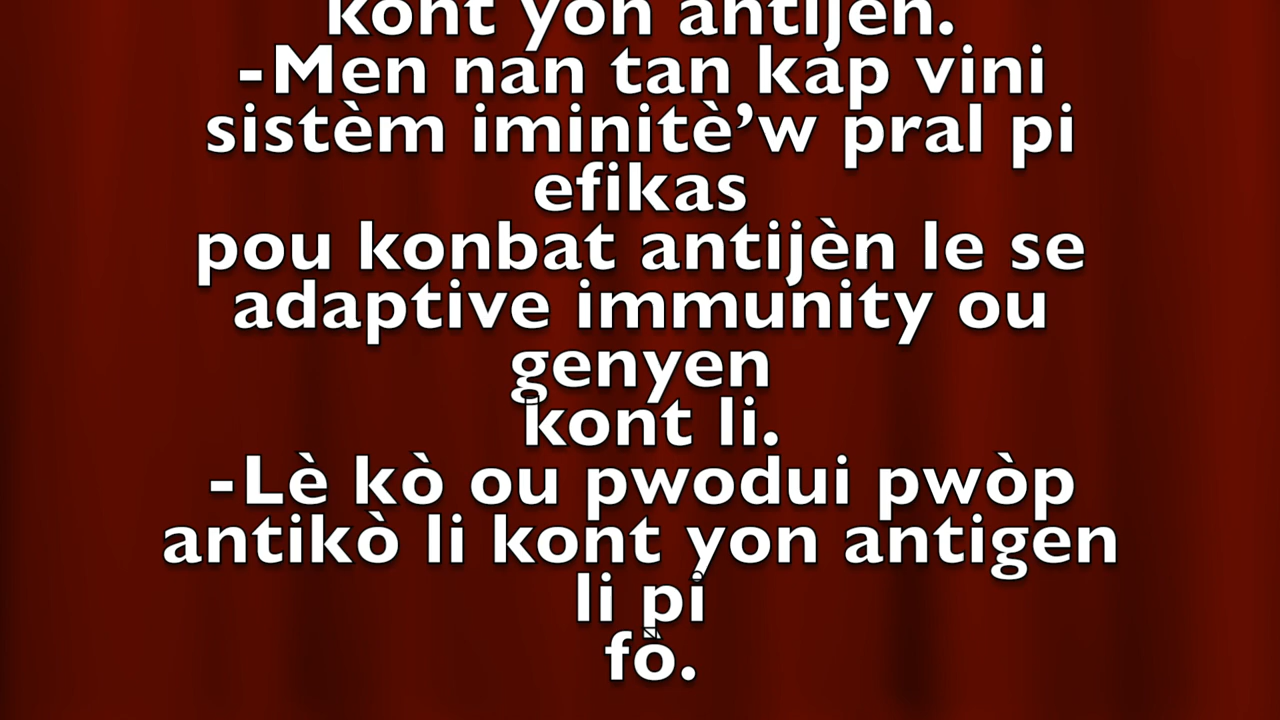 kont yon antijèn.
-Men nan tan kap vini
sistèm iminitè’w pral pi
efikas
pou konbat antijèn le se
adaptive immunity ou
genyen
kont li.
-Lè kò ou pwodui pwòp
antikò li kont yon antigen
li pi
fò.